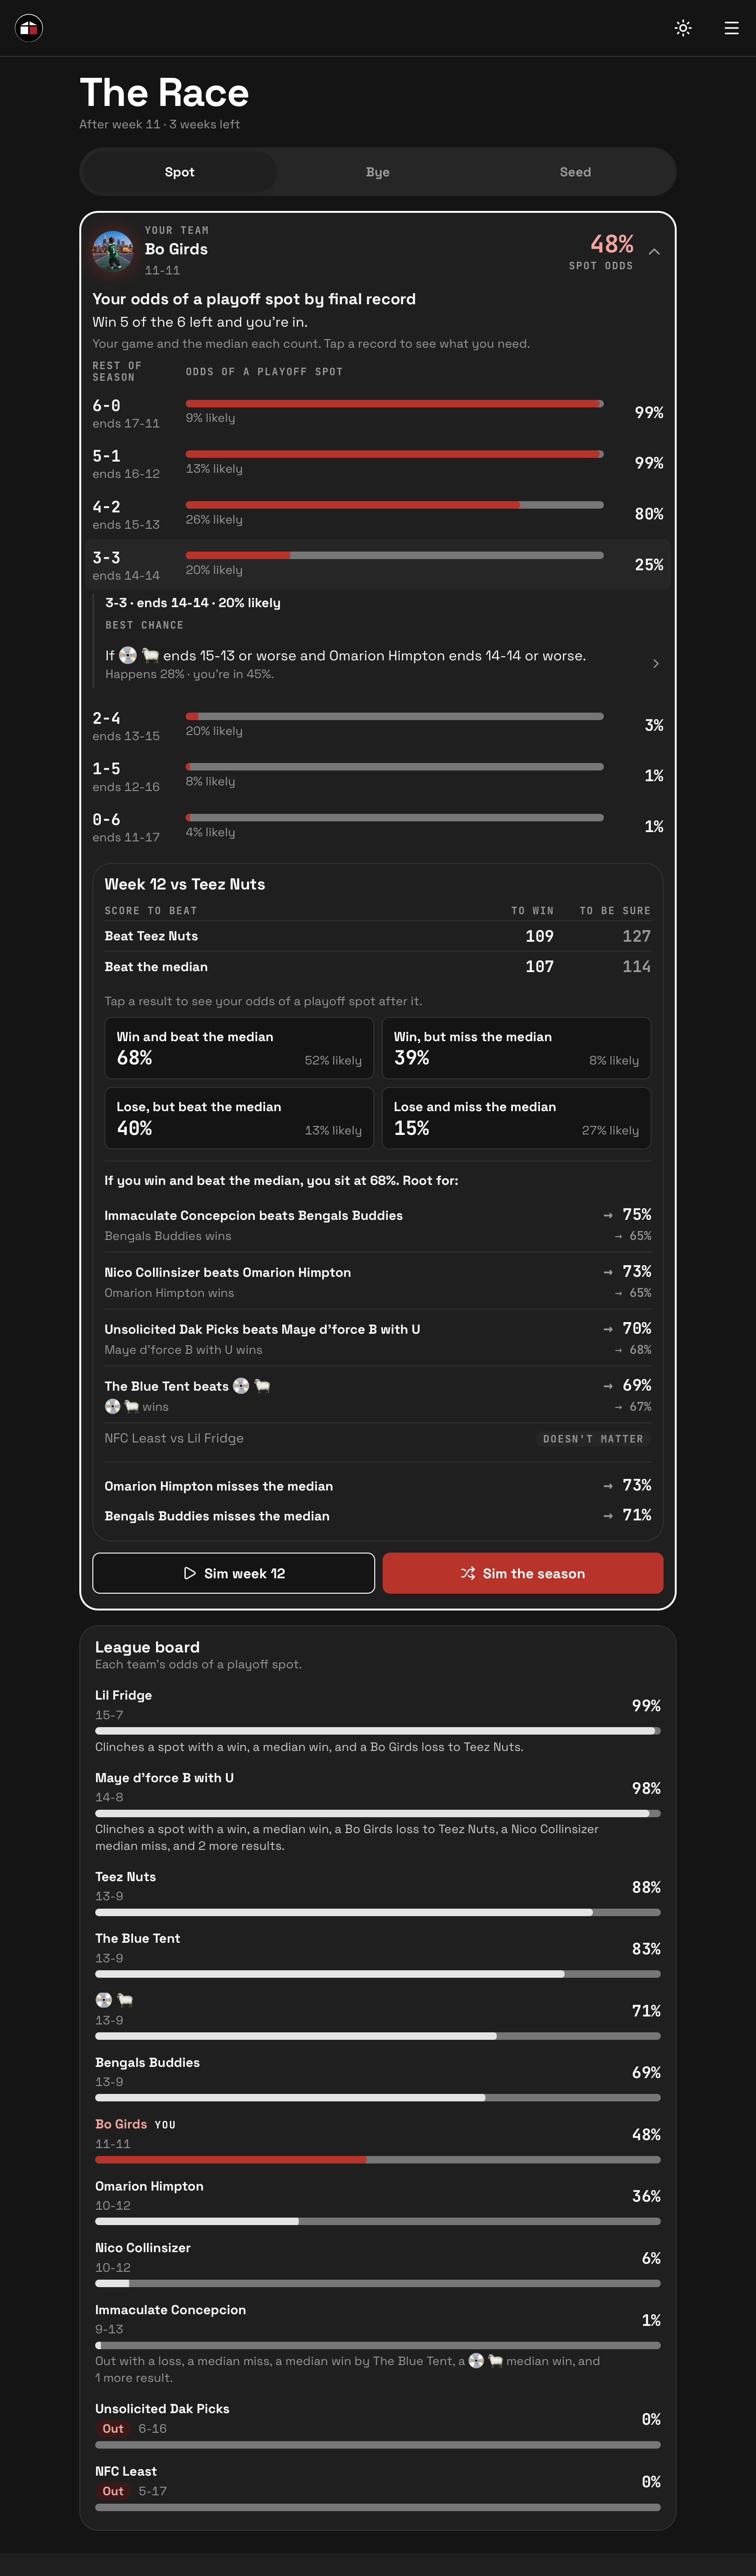 The Race
After week 11 · 3 weeks left
Spot
Bye
Seed
YOUR TEAM
Bo Girds
11-11
48%
SPOT ODDS
Your odds of a playoff spot by final record
Win 5 of the 6 left and you're in.
Your game and the median each count. Tap a record to see what you need.
REST OF
SEASON
ODDS OF A PLAYOFF SPOT
6-0
ends 17-11
9% likely
99%
5-1
ends 16-12
13% likely
99%
4-2
ends 15-13
26% likely
80%
3-3
ends 14-14
20% likely
25%
3-3 · ends 14-14 · 20% likely
BEST CHANCE
If 💿 🐑 ends 15-13 or worse and Omarion Himpton ends 14-14 or worse.
Happens 28% · you're in 45%.
2-4
ends 13-15
20% likely
3%
1-5
ends 12-16
8% likely
1%
0-6
ends 11-17
4% likely
1%
Week 12 vs Teez Nuts
SCORE TO BEAT
TO WIN
TO BE SURE
Beat Teez Nuts
109
127
Beat the median
107
114
Tap a result to see your odds of a playoff spot after it.
Win and beat the median
68%
52% likely
Win, but miss the median
39%
8% likely
Lose, but beat the median
40%
13% likely
Lose and miss the median
15%
27% likely
If you win and beat the median, you sit at 68%. Root for:
Immaculate Concepcion beats Bengals Buddies
→ 75%
Bengals Buddies wins
→ 65%
Nico Collinsizer beats Omarion Himpton
→ 73%
Omarion Himpton wins
→ 65%
Unsolicited Dak Picks beats Maye d'force B with U
→ 70%
Maye d'force B with U wins
→ 68%
The Blue Tent beats 💿 🐑
→ 69%
💿 🐑 wins
→ 67%
NFC Least vs Lil Fridge
DOESN'T MATTER
Omarion Himpton misses the median
→ 73%
Bengals Buddies misses the median
→ 71%
Sim week 12
Sim the season
League board
Each team's odds of a playoff spot.
Lil Fridge
15-7
99%
Clinches a spot with a win, a median win, and a Bo Girds loss to Teez Nuts.
Maye d'force B with U
14-8
98%
Clinches a spot with a win, a median win, a Bo Girds loss to Teez Nuts, a Nico Collinsizer
median miss, and 2 more results.
Teez Nuts
13-9
88%
The Blue Tent
13-9
83%
💿 🐑
13-9
71%
Bengals Buddies
13-9
69%
Bo Girds YOU
11-11
48%
Omarion Himpton
10-12
36%
Nico Collinsizer
10-12
6%
Immaculate Concepcion
9-13
1%
Out with a loss, a median miss, a median win by The Blue Tent, a 💿 🐑 median win, and
1 more result.
Unsolicited Dak Picks
Out 6-16
0%
NFC Least
Out 5-17
0%